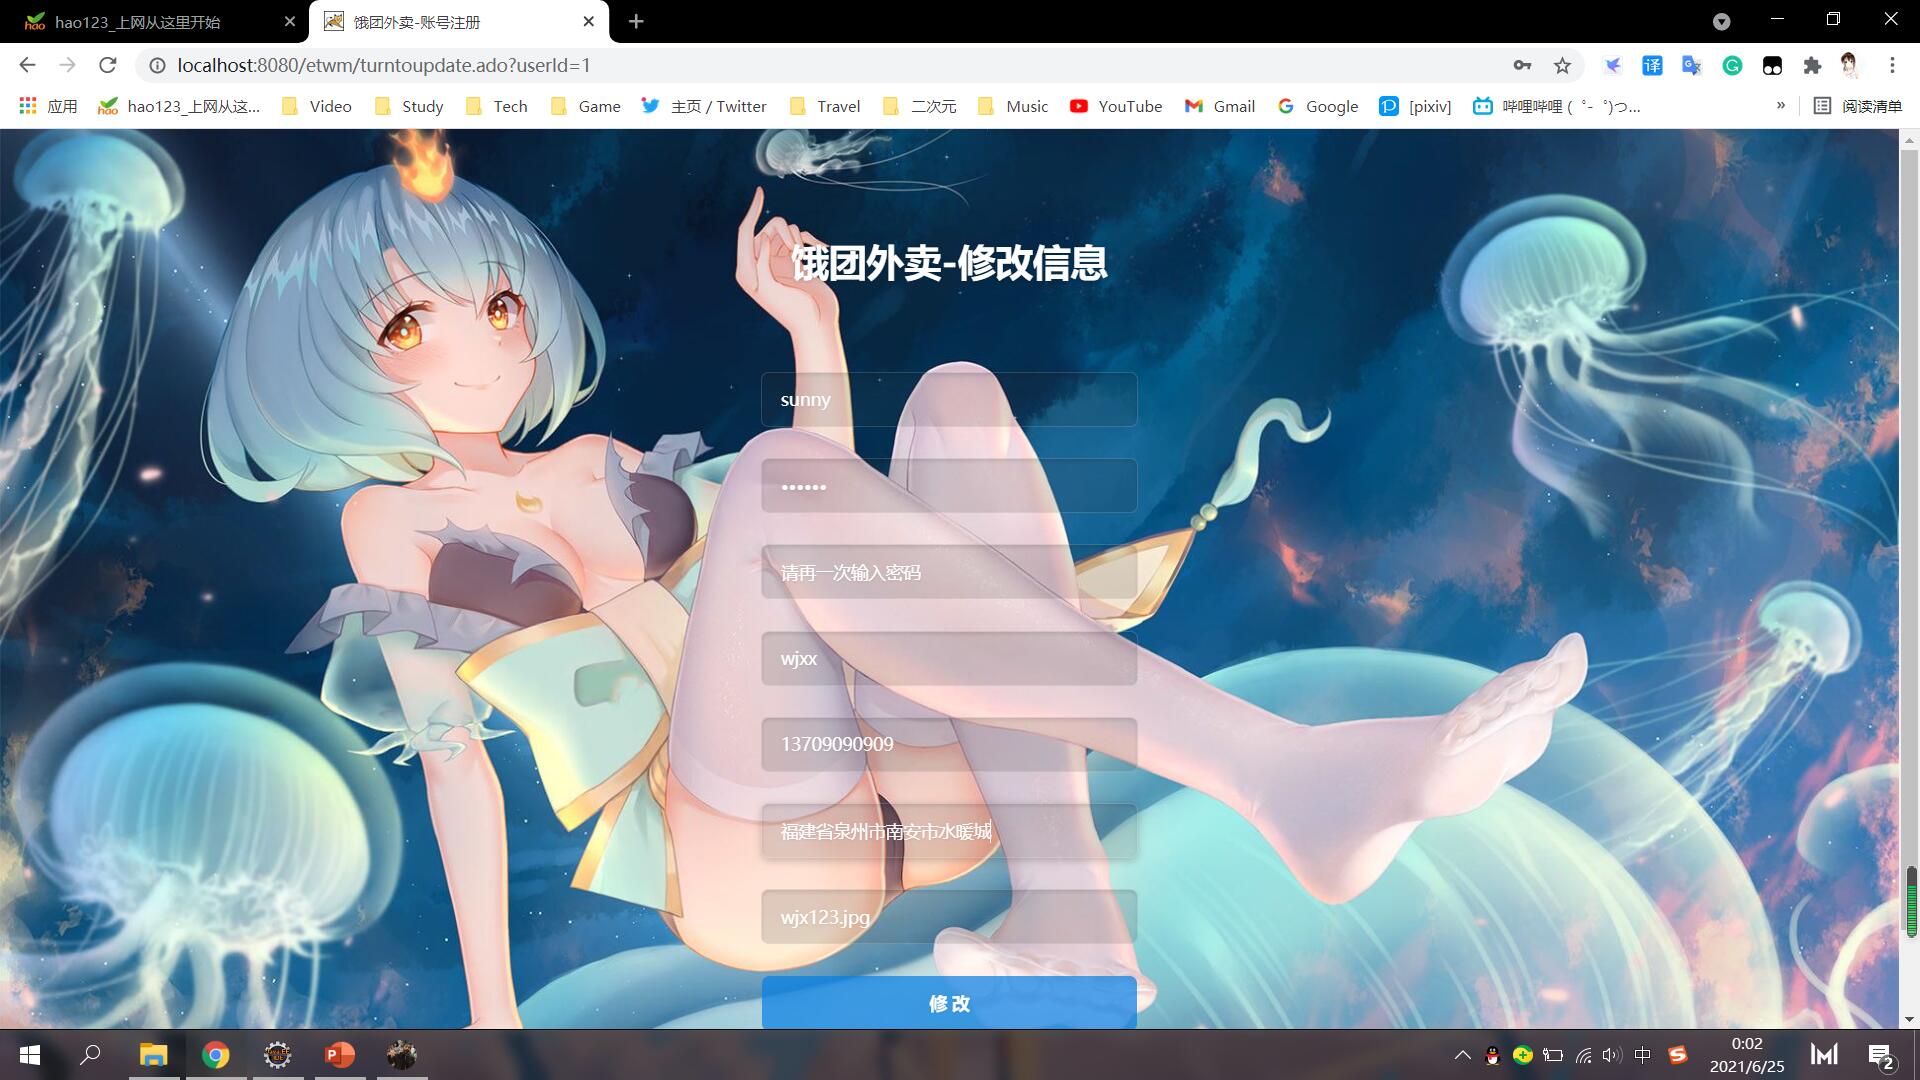 hao123_上网从这里开始
饿团外卖-账号注册
localhost:8080/etwm/turntoupdate.ado?userId=1
应用
hao123_上网从这...
Video
Study
Tech
Game
主页 / Twitter
Travel
二次元
Music
YouTube
Gmail
Google
[pixiv]
哔哩哔哩 (゜-゜)つ...
»
阅读清单
饿团外卖-修改信息
sunny
••••••
请再一次输入密码
wjxx
13709090909
福建省泉州市南安市水暖城
wjx123.jpg
修改
中
0:02
2021/6/25
2